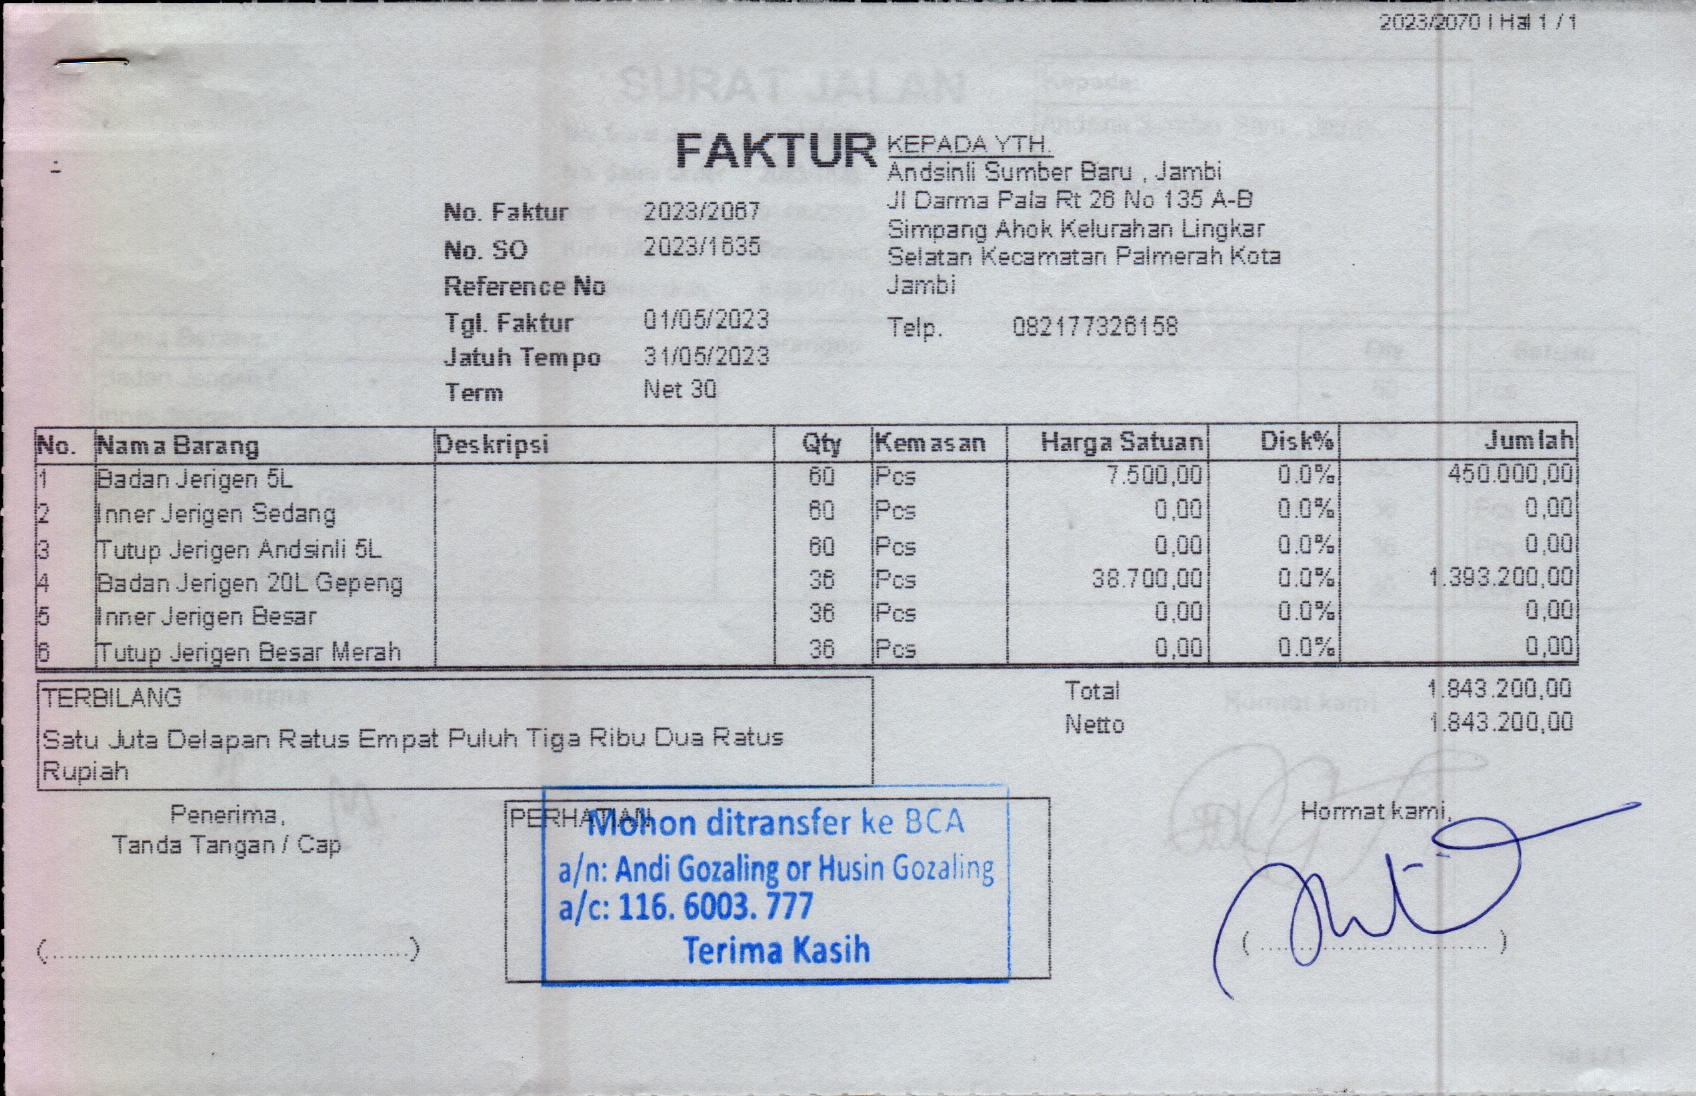 2023/2070 | Hal 1 / 1
FAKTUR
KEPADA YTH.
Andsinli Sumber Baru , Jambi
Jl Darma Pala Rt 26 No 135 A-B
Simpang Ahok Kelurahan Lingkar
Selatan Kecamatan Palmerah Kota
Jambi
Telp. 082177326158
No. Faktur 2023/2067
No. SO 2023/1635
Reference No
Tgl. Faktur 01/05/2023
Jatuh Tempo 31/05/2023
Term Net 30
No. Nama Barang Deskripsi Qty Kemasan Harga Satuan Disk% Jumlah
1 Badan Jerigen 5L 60 Pcs 7.500,00 0.0% 450.000,00
2 Inner Jerigen Sedang 60 Pcs 0,00 0.0% 0,00
3 Tutup Jerigen Andsinli 5L 60 Pcs 0,00 0.0% 0,00
4 Badan Jerigen 20L Gepeng 36 Pcs 38.700,00 0.0% 1.393.200,00
5 Inner Jerigen Besar 36 Pcs 0,00 0.0% 0,00
6 Tutup Jerigen Besar Merah 36 Pcs 0,00 0.0% 0,00
TERBILANG
Satu Juta Delapan Ratus Empat Puluh Tiga Ribu Dua Ratus
Rupiah
Total 1.843.200,00
Netto 1.843.200,00
Penerima,
Tanda Tangan / Cap
(....................)
PERHATIAN
Mohon ditransfer ke BCA
a/n: Andi Gozaling or Husin Gozaling
a/c: 116. 6003. 777
Terima Kasih
Hormat kami,
(....................)
SURAT JALAN
Kepada: